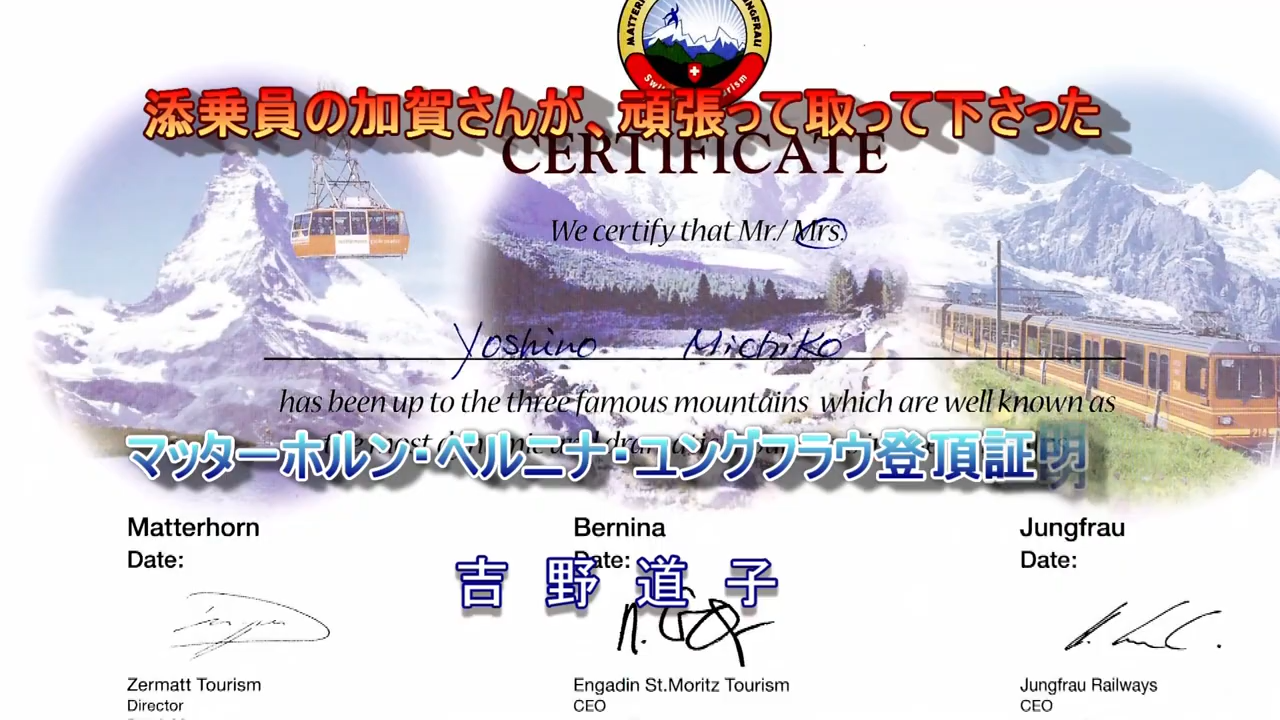 MATTER
UNGFRAU
Swi
rism
添乗員の加賀さんが、頑張って取って下さった
CERTIFICATE
We certify that Mr./ Mrs.
Yoshino Michiko
has been up to the three famous mountains which are well known as
マッターホルン・ベルニナ・ユングフラウ登頂証明
Matterhorn
Date:
Bernina
Date:
Jungfrau
Date:
吉野道子
Zermatt Tourism
Director
Engadin St.Moritz Tourism
CEO
Jungfrau Railways
CEO